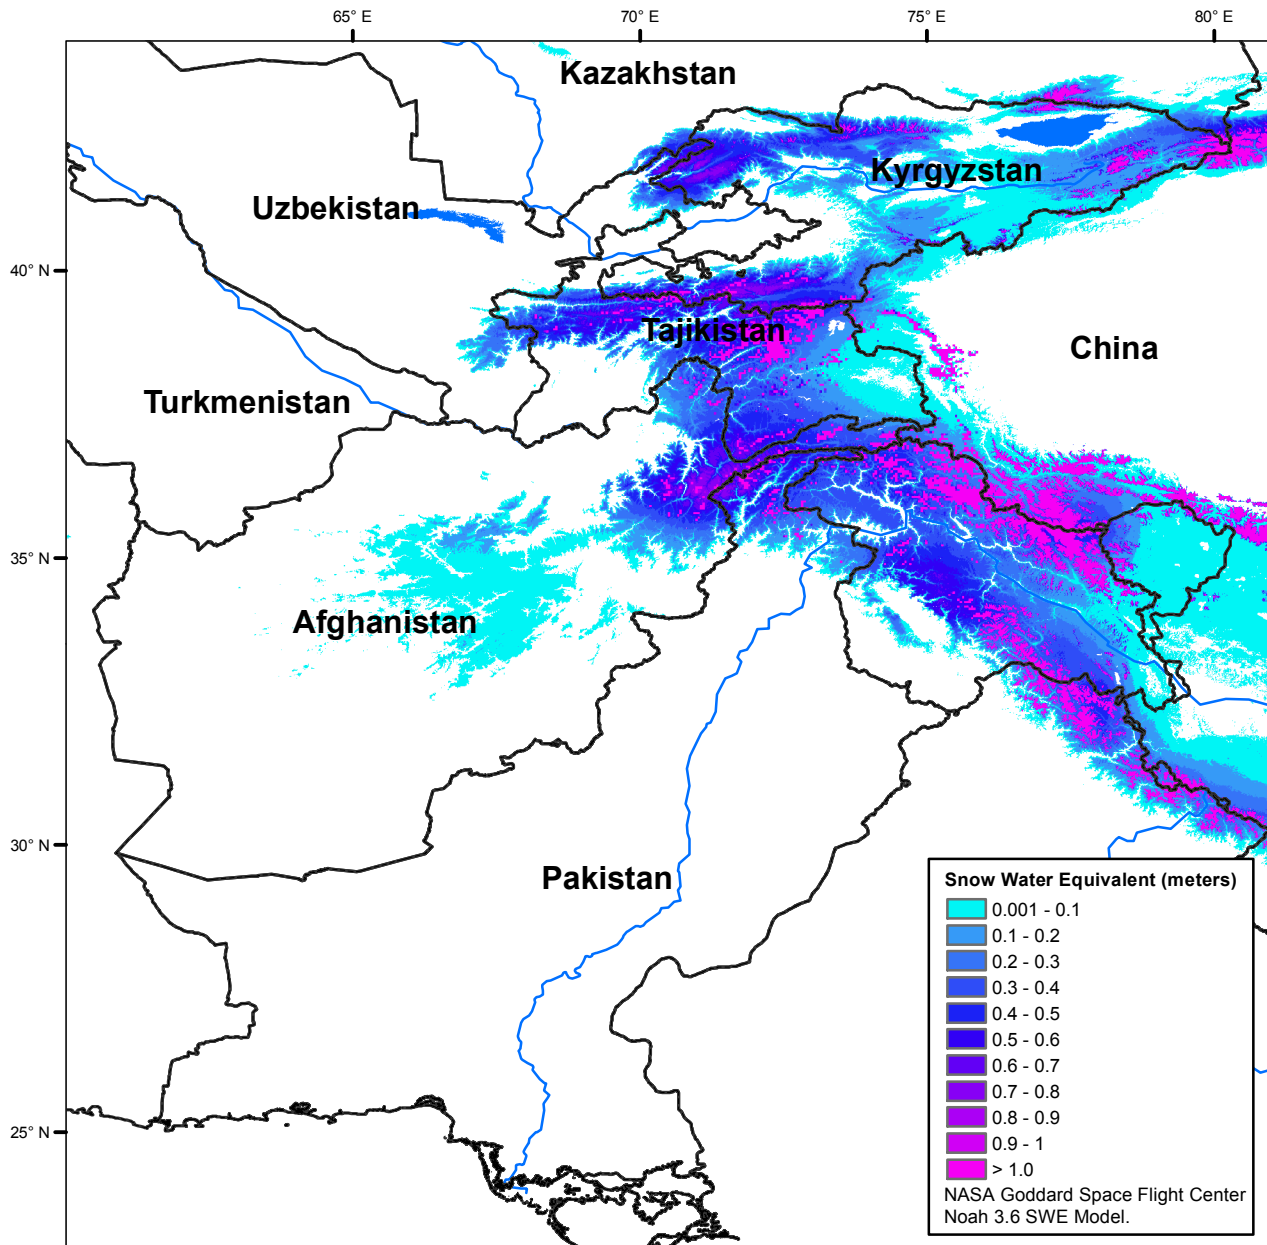 65° E
70° E
75° E
80° E
Kazakhstan
Kyrgyzstan
Uzbekistan
40° N
Tajikistan
China
Turkmenistan
35° N
Afghanistan
30° N
Pakistan
25° N
Snow Water Equivalent (meters)
0.001 - 0.1
0.1 - 0.2
0.2 - 0.3
0.3 - 0.4
0.4 - 0.5
0.5 - 0.6
0.6 - 0.7
0.7 - 0.8
0.8 - 0.9
0.9 - 1
> 1.0
NASA Goddard Space Flight Center
Noah 3.6 SWE Model.